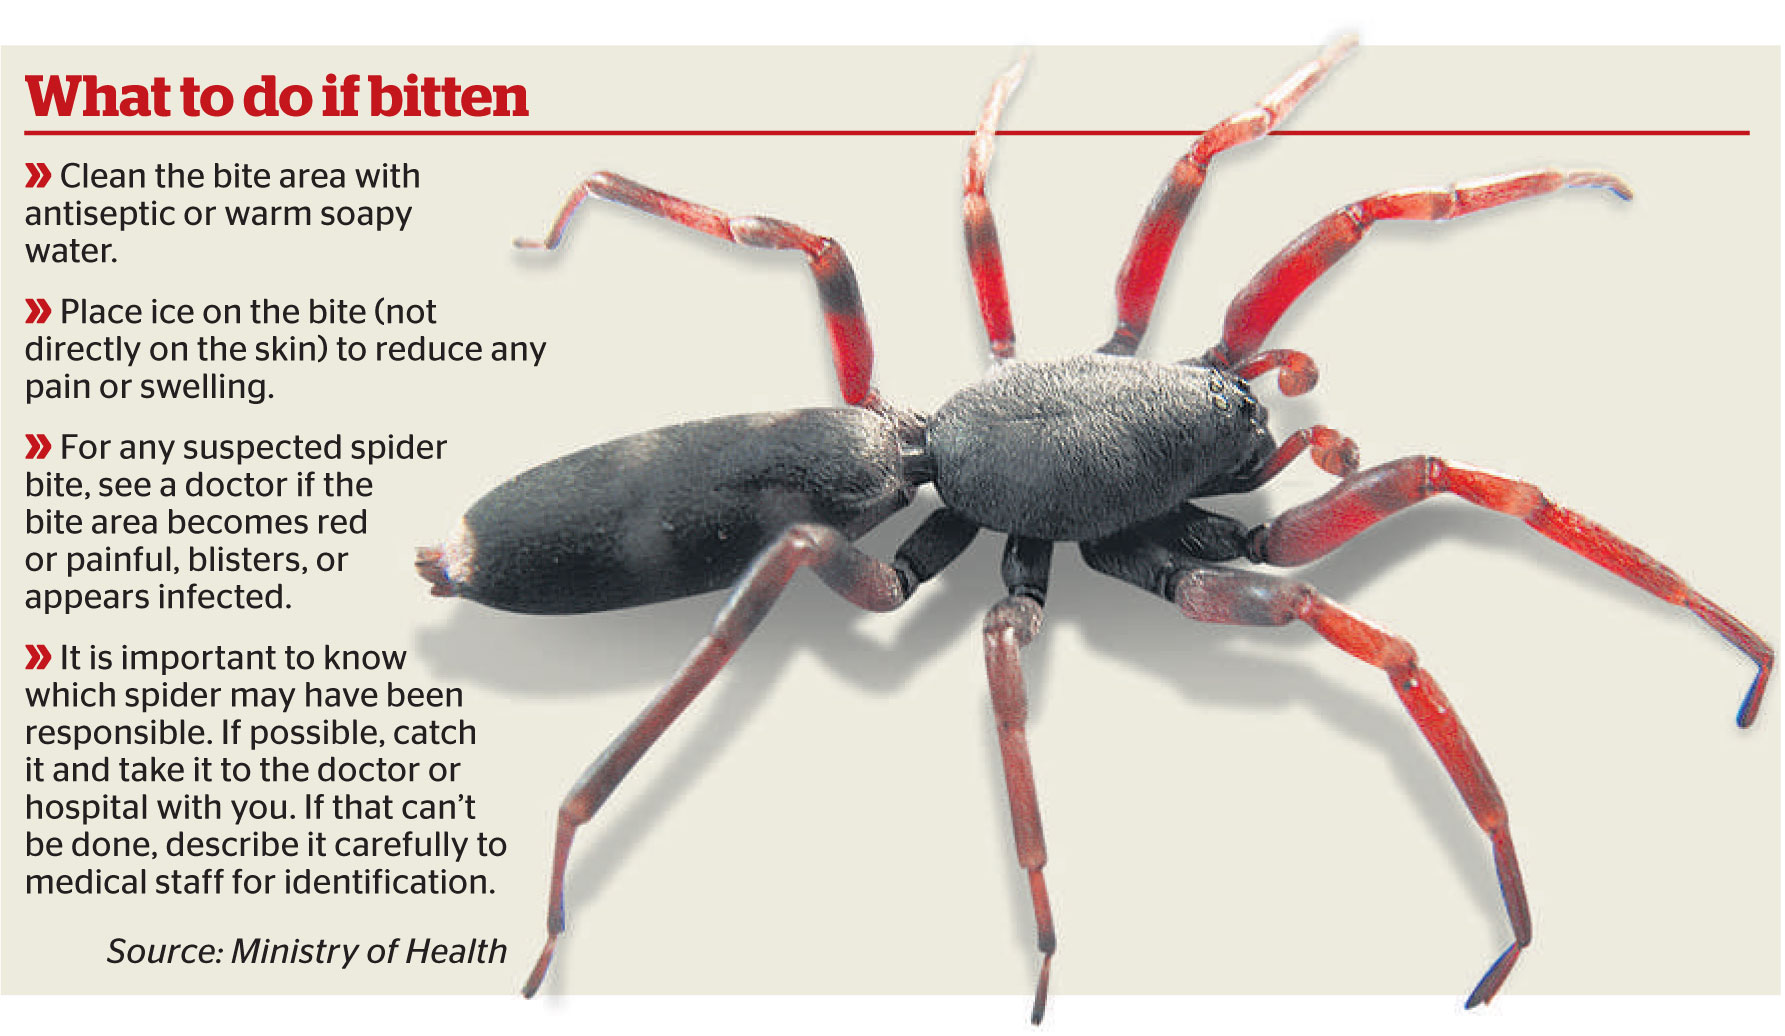 What to do if bitten
» Clean the bite area with
antiseptic or warm soapy
water.
» Place ice on the bite (not
directly on the skin) to reduce any
pain or swelling.
» For any suspected spider
bite, see a doctor if the
bite area becomes red
or painful, blisters, or
appears infected.
» It is important to know
which spider may have been
responsible. If possible, catch
it and take it to the doctor or
hospital with you. If that can’t
be done, describe it carefully to
medical staff for identification.
Source: Ministry of Health